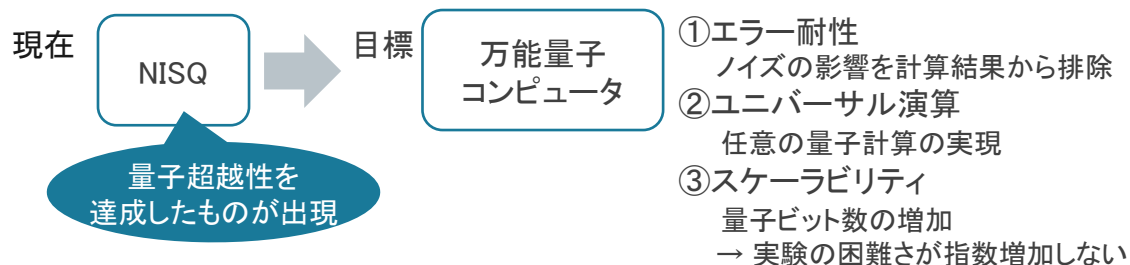 現在
NISQ
量子超越性を
達成したものが出現
目標
万能量子
コンピュータ
①エラー耐性
ノイズの影響を計算結果から排除
②ユニバーサル演算
任意の量子計算の実現
③スケーラビリティ
量子ビット数の増加
→ 実験の困難さが指数増加しない